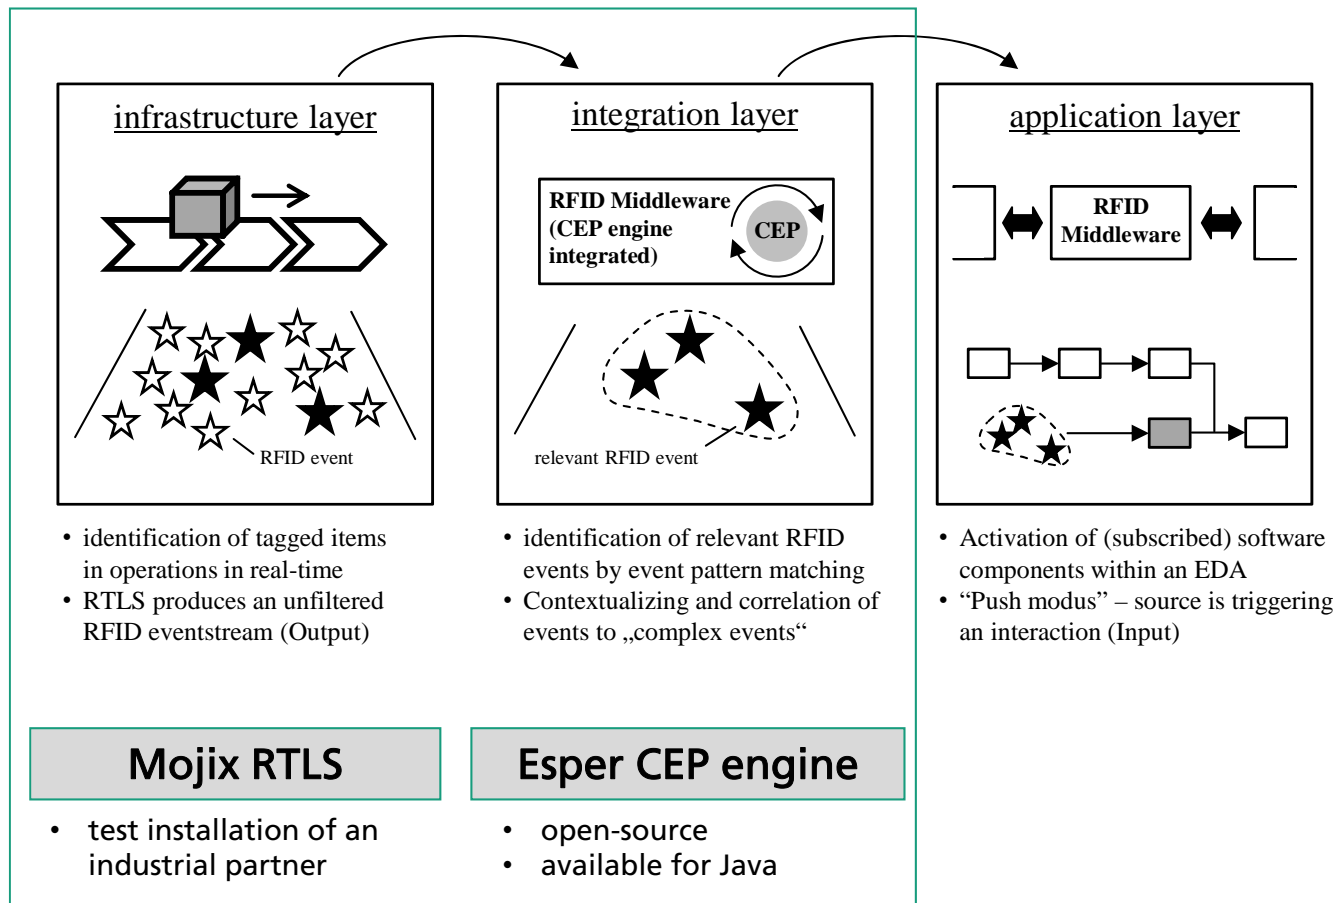 infrastructure layer
RFID event
• identification of tagged items
in operations in real-time
• RTLS produces an unfiltered
RFID eventstream (Output)
integration layer
RFID Middleware
(CEP engine
integrated)
CEP
relevant RFID event
• identification of relevant RFID
events by event pattern matching
• Contextualizing and correlation of
events to „complex events“
application layer
RFID
Middleware
• Activation of (subscribed) software
components within an EDA
• “Push modus” – source is triggering
an interaction (Input)
Mojix RTLS
• test installation of an
industrial partner
Esper CEP engine
• open-source
• available for Java